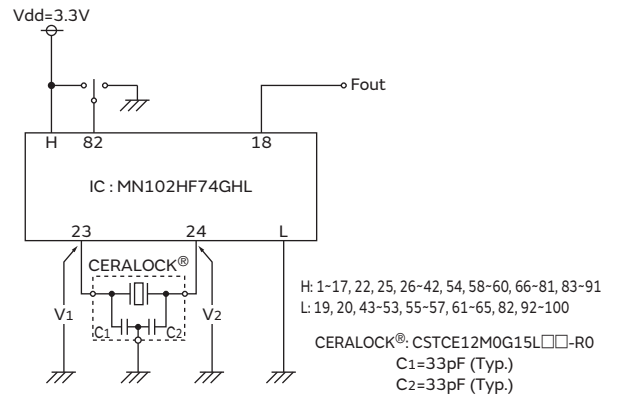 Vdd=3.3V
Fout
H 82 18
IC : MN102HF74GHL
23 24 L
CERALOCK®
V1 C1 C2 V2
H: 1~17, 22, 25, 26~42, 54, 58~60, 66~81, 83~91
L: 19, 20, 43~53, 55~57, 61~65, 82, 92~100
CERALOCK®: CSTCE12M0G15L□□-R0
C1=33pF (Typ.)
C2=33pF (Typ.)